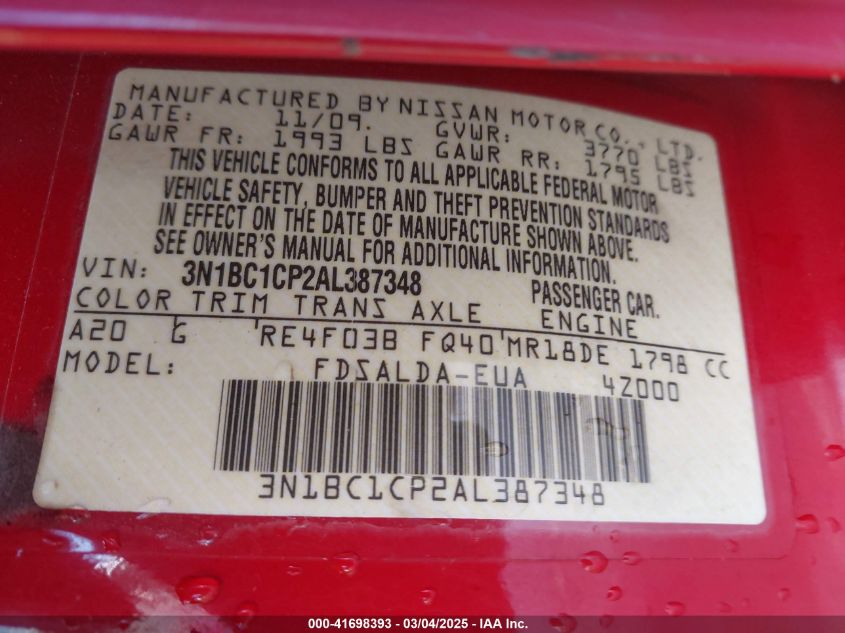 MANUFACTURED BY NISSAN MOTOR CO., LTD.
DATE: 11/09. GVWR: 3770 LBS
GAWR FR: 1993 LBS GAWR RR: 1795 LBS
THIS VEHICLE CONFORMS TO ALL APPLICABLE FEDERAL MOTOR
VEHICLE SAFETY, BUMPER AND THEFT PREVENTION STANDARDS
IN EFFECT ON THE DATE OF MANUFACTURE SHOWN ABOVE.
SEE OWNER'S MANUAL FOR ADDITIONAL INFORMATION.
VIN: 3N1BC1CP2AL387348 PASSENGER CAR.
COLOR TRIM TRANS AXLE ENGINE
A20 G RE4F03B FQ40 MR18DE 1798 CC
MODEL: FDSALDA-EUA 4Z000
3N1BC1CP2AL387348
000-41698393 - 03/04/2025 - IAA Inc.